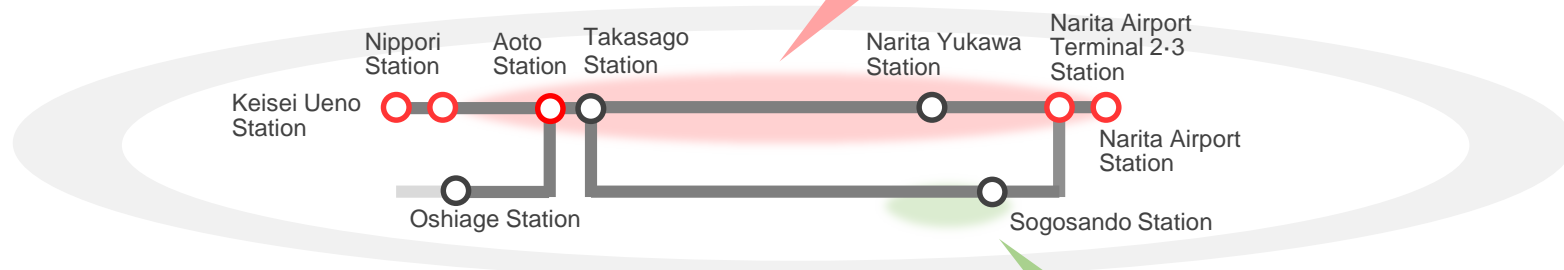 Nippori
Station
Aoto
Station
Takasago
Station
Narita Yukawa
Station
Narita Airport
Terminal 2･3
Station
Keisei Ueno
Station
Narita Airport
Station
Oshiage Station
Sogosando Station